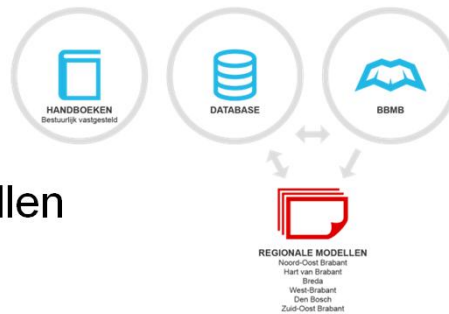 HANDBOEKEN
Bestuurlijk vastgesteld
DATABASE
BBMB
llen
REGIONALE MODELLEN
Noord-Oost Brabant
Hart van Brabant
Breda
West-Brabant
Den Bosch
Zuid-Oost Brabant